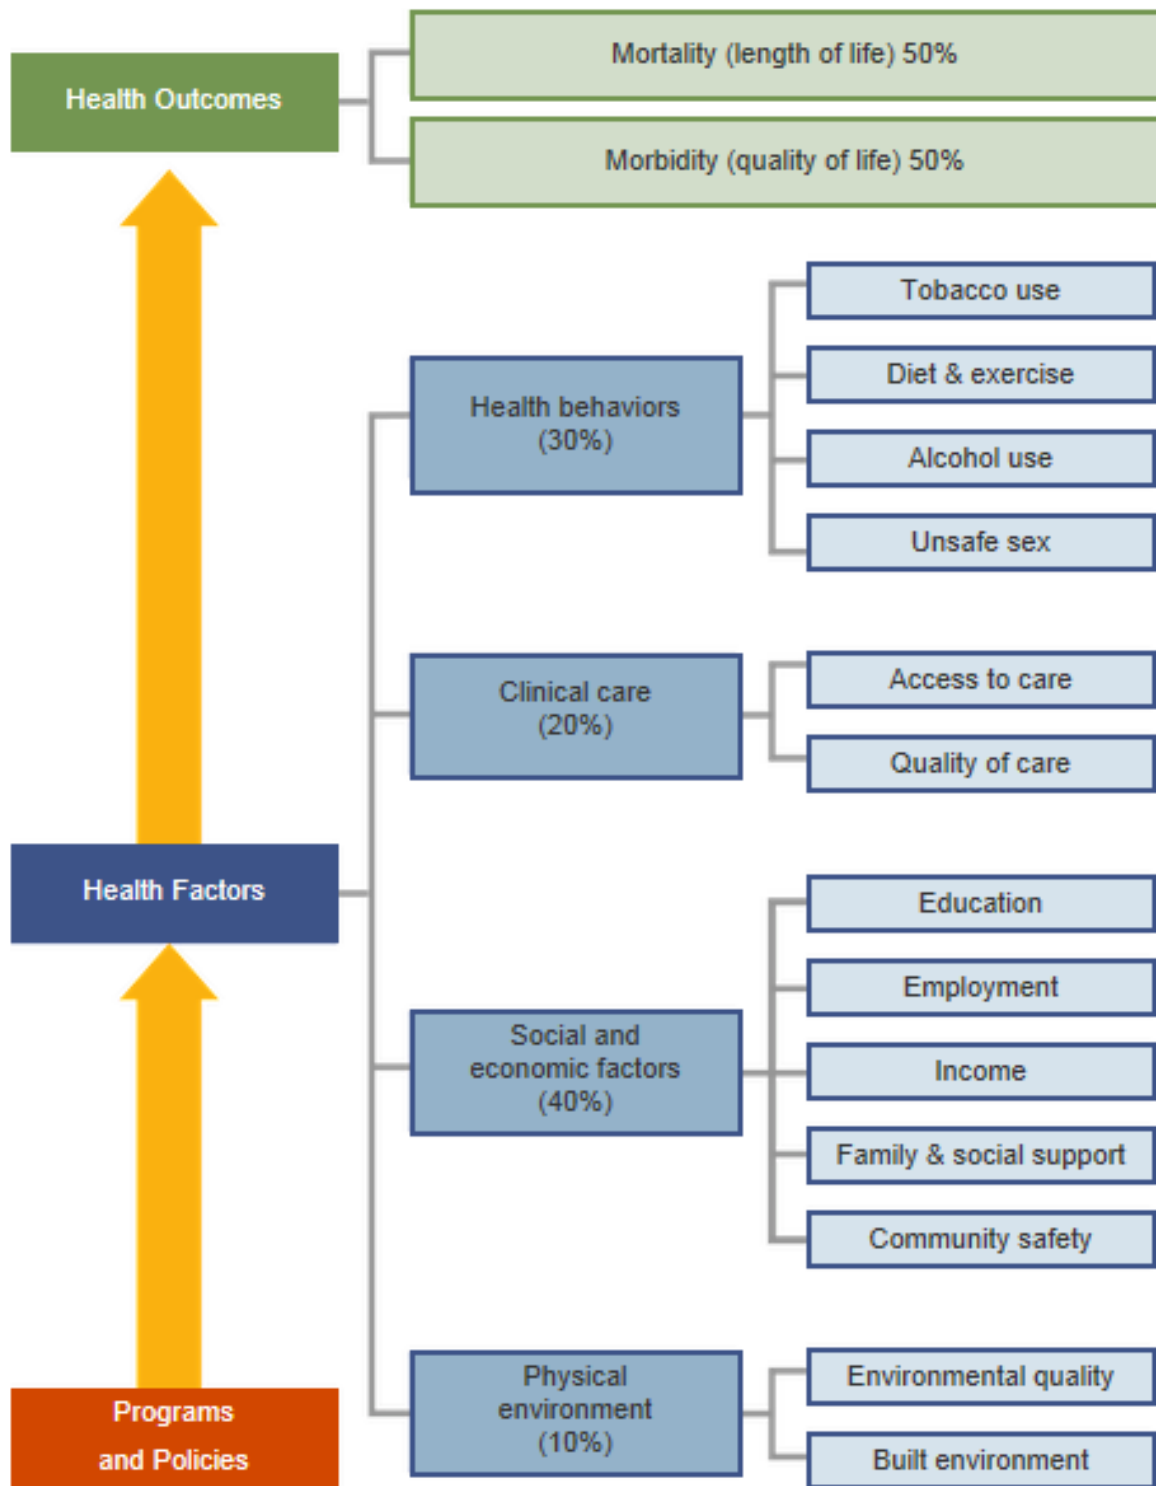 Health Outcomes
Mortality (length of life) 50%
Morbidity (quality of life) 50%
Health Factors
Health behaviors
(30%)
Tobacco use
Diet & exercise
Alcohol use
Unsafe sex
Clinical care
(20%)
Access to care
Quality of care
Social and
economic factors
(40%)
Education
Employment
Income
Family & social support
Community safety
Physical
environment
(10%)
Environmental quality
Built environment
Programs
and Policies